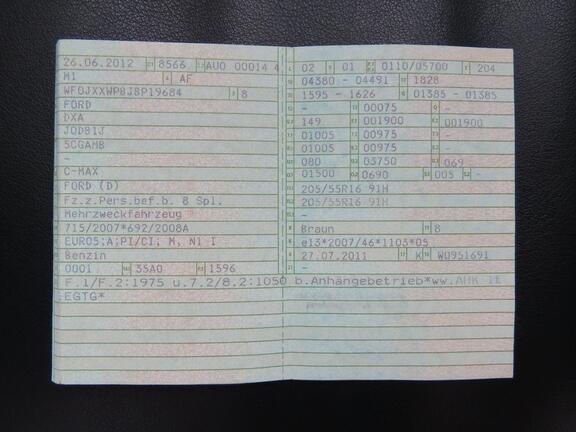 26.06.2012 8566 AUO 00014 4
M1 AF
WF0JXXWPBJ8P19684 8
FORD
DXA
JQDB1J
5CGAMB
-
C-MAX
FORD (D)
Fz.z.Pers.bef.b. 8 Spl.
Mehrzweckfahrzeug
715/2007*692/2008A
EURO5;A;PI/CI; M, N1 I
Benzin
0001 35A0 1596
02 01 0110/05700 204
04380 - 04491 1828
1595 - 1626 01385 - 01385
- 00075 -
149 001900 001900
01005 00975 -
01005 00975 -
080 03750 069
01500 0690 005 -
205/55R16 91H
205/55R16 91H
-
Braun 8
e13*2007/46*1103*05
27.07.2011 K W0951691
F.1/F.2:1975 u.7.2/8.2:1050 b.Anhängebetrieb*ww.AHK lt
.EGTG*